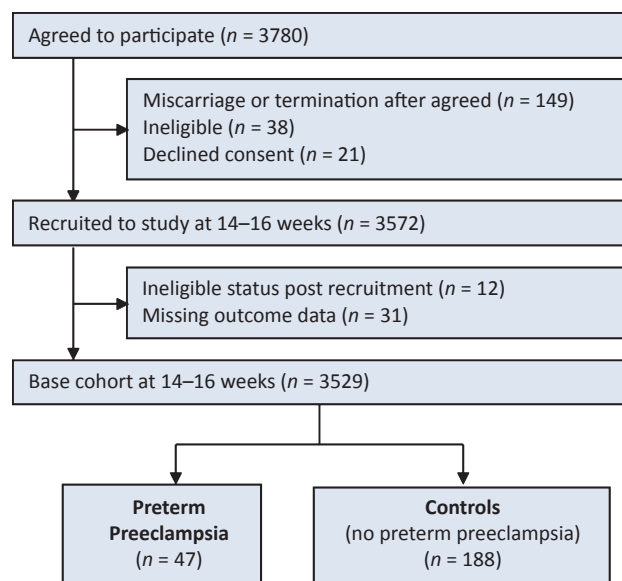 Agreed to participate (n = 3780)
Miscarriage or termination after agreed (n = 149)
Ineligible (n = 38)
Declined consent (n = 21)
Recruited to study at 14–16 weeks (n = 3572)
Ineligible status post recruitment (n = 12)
Missing outcome data (n = 31)
Base cohort at 14–16 weeks (n = 3529)
Preterm
Preeclampsia
(n = 47)
Controls
(no preterm preeclampsia)
(n = 188)